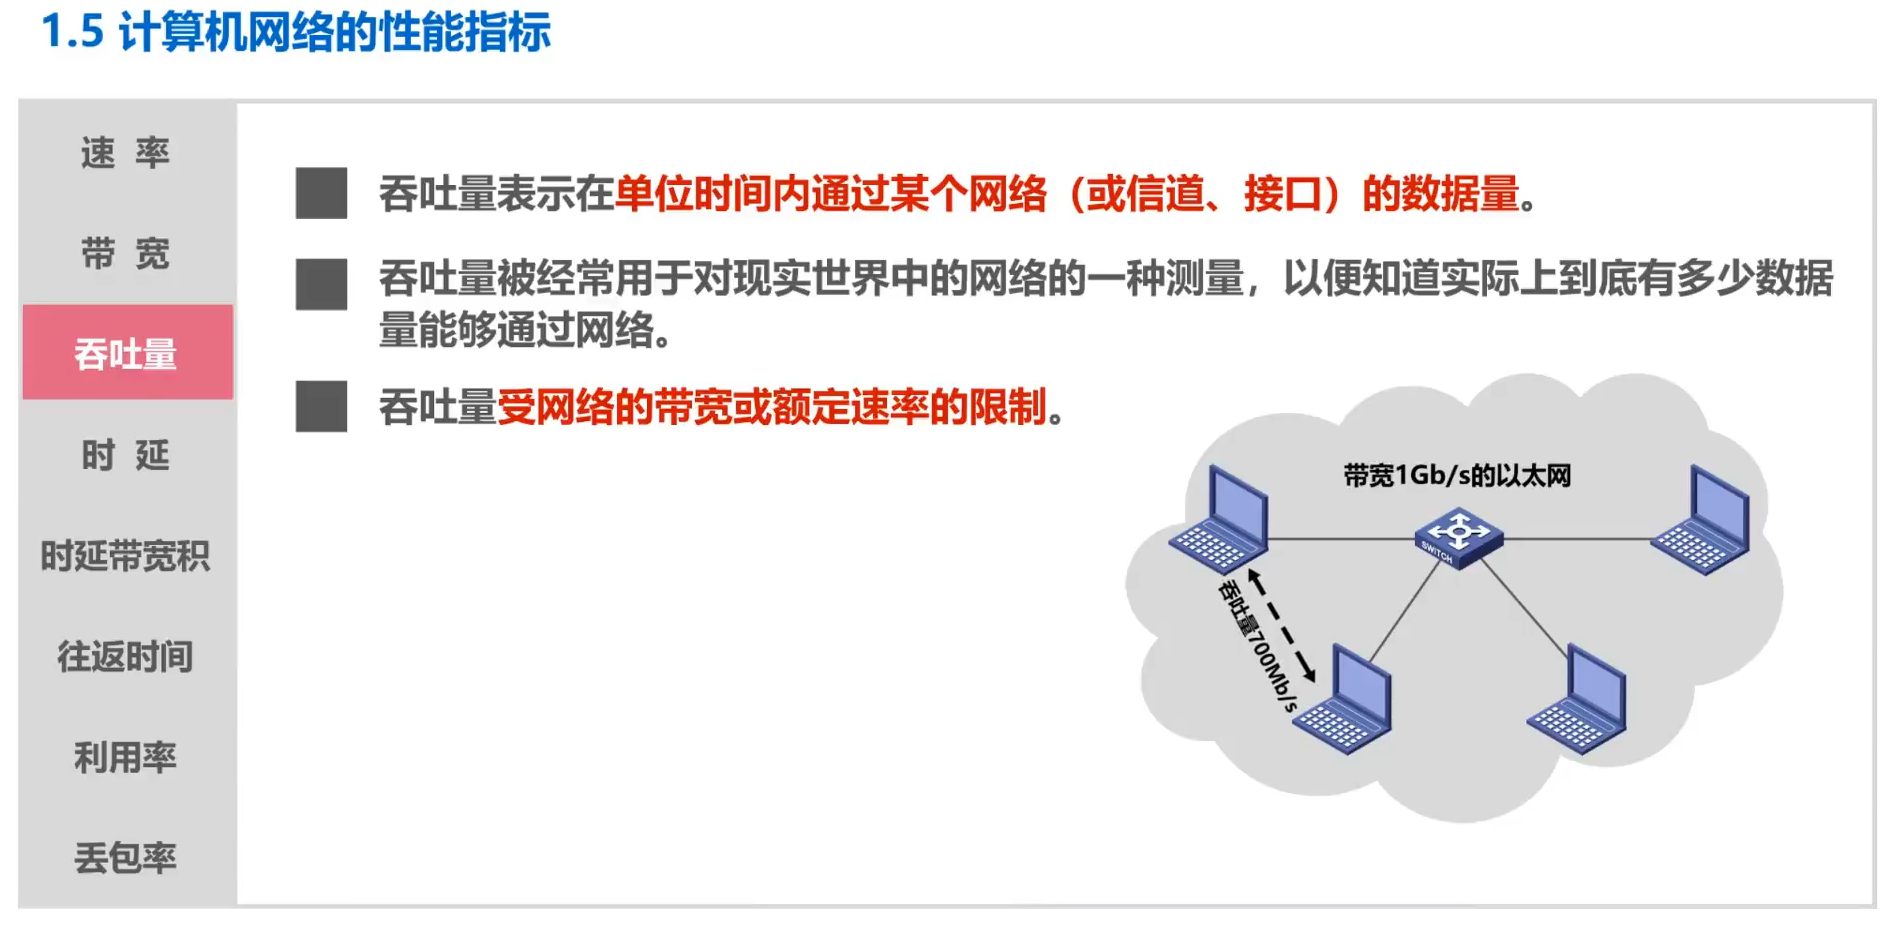 1.5 计算机网络的性能指标
速 率
带 宽
吞吐量
时 延
时延带宽积
往返时间
利用率
丢包率
吞吐量表示在单位时间内通过某个网络（或信道、接口）的数据量。
吞吐量被经常用于对现实世界中的网络的一种测量，以便知道实际上到底有多少数据
量能够通过网络。
吞吐量受网络的带宽或额定速率的限制。
带宽1Gb/s的以太网
SWITCH
吞吐量700Mb/s